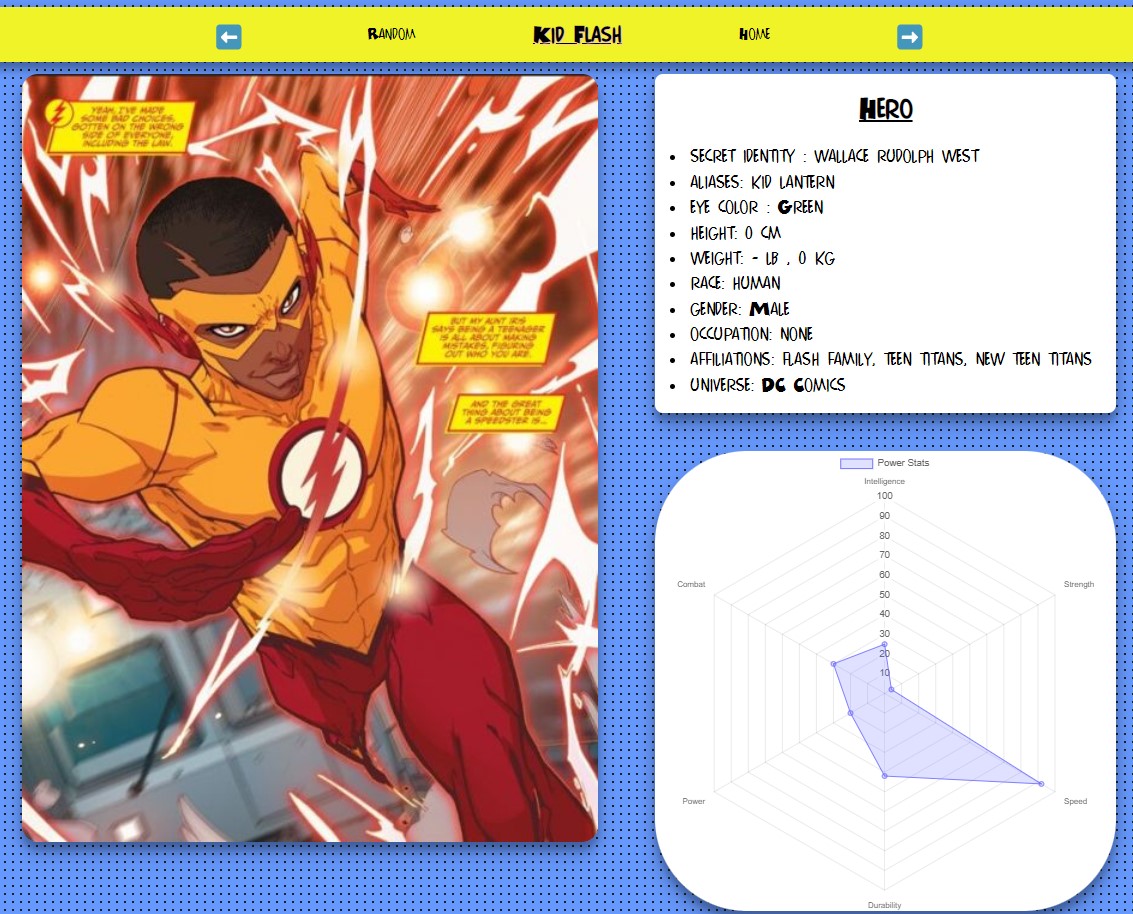 Random
Kid Flash
Home
YEAH, I'VE MADE
SOME BAD CHOICES,
GOTTEN ON THE WRONG
SIDE OF EVERYONE,
INCLUDING THE LAW.
BUT MY AUNT IRIS
SAYS BEING A TEENAGER
IS ALL ABOUT MAKING
MISTAKES, FIGURING
OUT WHO YOU ARE.
AND THE GREAT
THING ABOUT BEING
A SPEEDSTER IS...
Hero
SECRET IDENTITY : WALLACE RUDOLPH WEST
ALIASES: KID LANTERN
EYE COLOR : Green
HEIGHT: 0 CM
WEIGHT: - LB , 0 KG
RACE: HUMAN
GENDER: Male
OCCUPATION: NONE
AFFILIATIONS: FLASH FAMILY, TEEN TITANS, NEW TEEN TITANS
UNIVERSE: DC Comics
Power Stats
Intelligence
100
90
80
70
60
50
40
30
20
10
Combat
Strength
Power
Speed
Durability